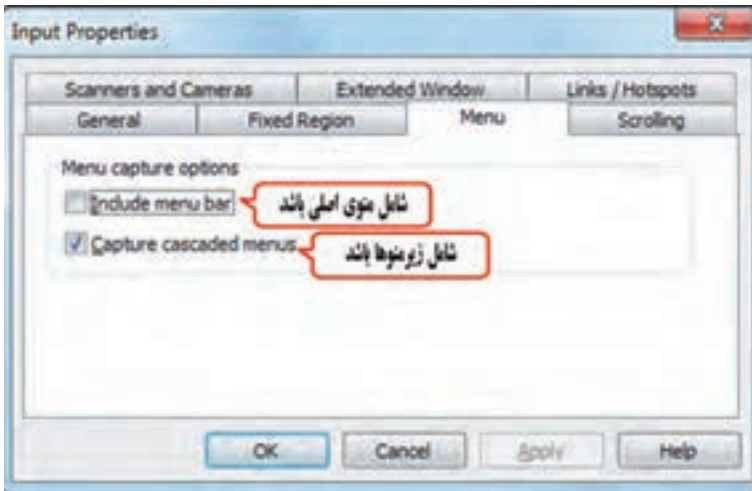 Input Properties
Scanners and Cameras Extended Window Links / Hotspots
General Fixed Region Menu Scrolling
Menu capture options
Include menu bar شامل منوی اصلی باشد
Capture cascaded menus شامل زیرمنوها باشد
OK Cancel Apply Help